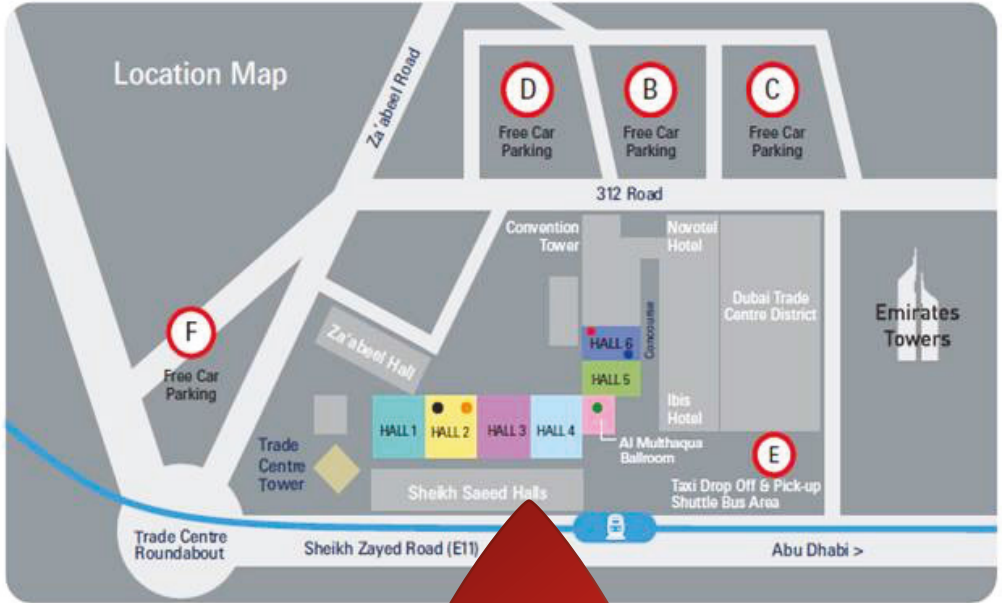 Location Map
Za'abeel Road
D
Free Car
Parking
B
Free Car
Parking
C
Free Car
Parking
312 Road
Convention
Tower
Novotel
Hotel
Dubai Trade
Centre District
Emirates
Towers
F
Free Car
Parking
Za'abeel Hall
HALL 6
Concourse
HALL 5
Ibis
Hotel
HALL 1
HALL 2
HALL 3
HALL 4
Al Multhaqua
Ballroom
Trade
Centre
Tower
E
Taxi Drop Off & Pick-up
Shuttle Bus Area
Sheikh Saeed Halls
Trade Centre
Roundabout
Sheikh Zayed Road (E11)
Abu Dhabi >